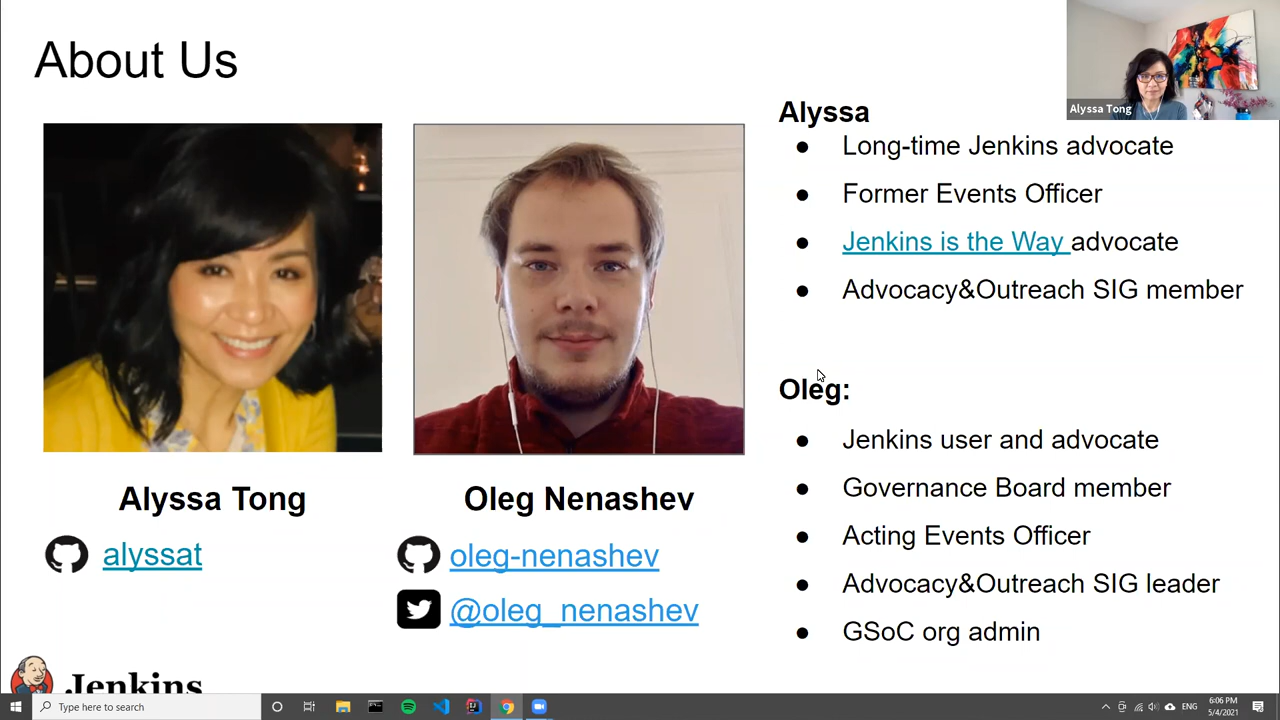 About Us
Alyssa Tong
Alyssa
● Long-time Jenkins advocate
● Former Events Officer
● Jenkins is the Way advocate
● Advocacy&Outreach SIG member
Oleg:
● Jenkins user and advocate
● Governance Board member
● Acting Events Officer
● Advocacy&Outreach SIG leader
● GSoC org admin
Alyssa Tong
alyssat
Oleg Nenashev
oleg-nenashev
@oleg_nenashev
Jenkins
Type here to search
ENG
6:06 PM
5/4/2021